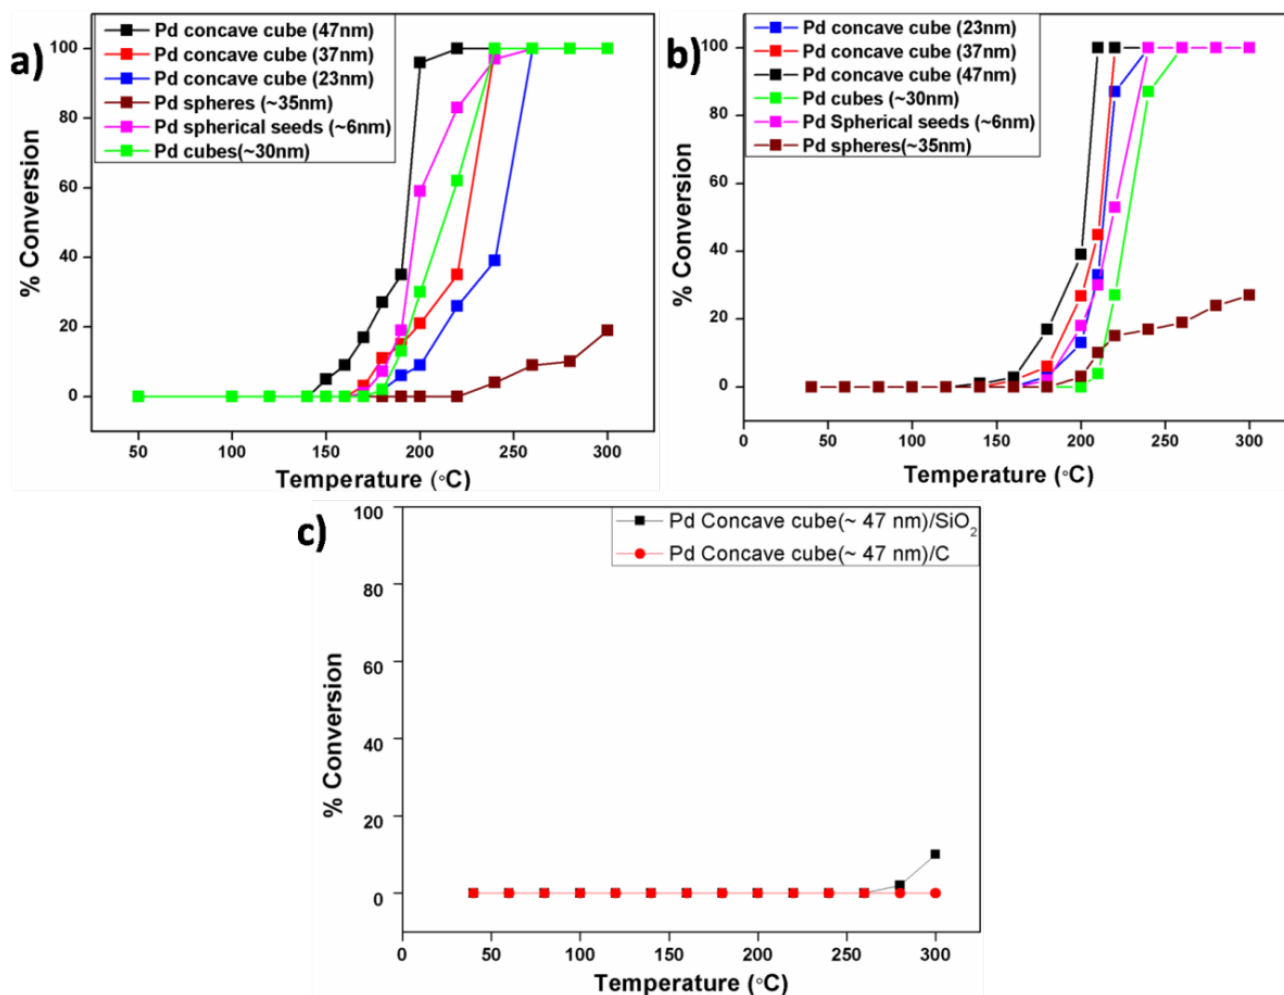 a)
Pd concave cube (47nm)
Pd concave cube (37nm)
Pd concave cube (23nm)
Pd spheres (~35nm)
Pd spherical seeds (~6nm)
Pd cubes(~30nm)
100
80
60
40
20
0
% Conversion
50 100 150 200 250 300
Temperature (°C)
b)
Pd concave cube (23nm)
Pd concave cube (37nm)
Pd concave cube (47nm)
Pd cubes (~30nm)
Pd Spherical seeds (~6nm)
Pd spheres(~35nm)
100
80
60
40
20
0
% Conversion
0 50 100 150 200 250 300
Temperature (°C)
c)
Pd Concave cube(~ 47 nm)/SiO₂
Pd Concave cube(~ 47 nm)/C
100
80
60
40
20
0
% Conversion
0 50 100 150 200 250 300
Temperature (°C)